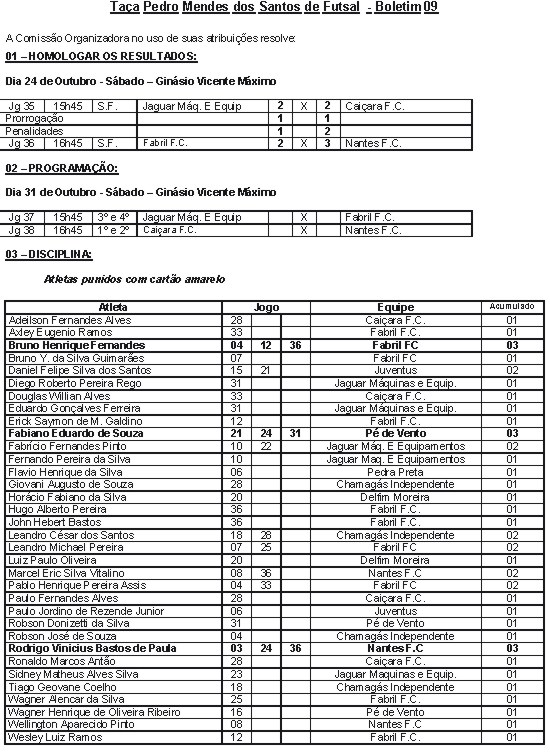 Taça Pedro Mendes dos Santos de Futsal - Boletim 09
A Comissão Organizadora no uso de suas atribuições resolve:
01 – HOMOLOGAR OS RESULTADOS:
Dia 24 de Outubro - Sábado – Ginásio Vicente Máximo
Jg 35 15h45 S.F. Jaguar Máq. E Equip 2 X 2 Caiçara F.C.
Prorrogação 1 1
Penalidades 1 2
Jg 36 16h45 S.F. Fabril F.C. 2 X 3 Nantes F.C.
02 – PROGRAMAÇÃO:
Dia 31 de Outubro - Sábado – Ginásio Vicente Máximo
Jg 37 15h45 3º e 4º Jaguar Máq. E Equip X Fabril F.C.
Jg 38 16h45 1º e 2º Caiçara F.C. X Nantes F.C.
03 – DISCIPLINA:
Atletas punidos com cartão amarelo
Atleta Jogo Equipe Acumulado
Adeilson Fernandes Alves 28 Caiçara F.C. 01
Axley Eugenio Ramos 33 Fabril F.C. 01
Bruno Henrique Fernandes 04 12 36 Fabril FC 03
Bruno Y. da Silva Guimarães 07 Fabril FC 01
Daniel Felipe Silva dos Santos 15 21 Juventus 02
Diego Roberto Pereira Rego 31 Jaguar Máquinas e Equip. 01
Douglas Willian Alves 33 Caiçara F.C. 01
Eduardo Gonçalves Ferreira 31 Jaguar Máquinas e Equip. 01
Erick Saymon de M. Galdino 12 Fabril F.C. 01
Fabiano Eduardo de Souza 21 24 31 Pé de Vento 03
Fabrício Fernandes Pinto 10 22 Jaguar Máq. E Equipamentos 02
Fernando Pereira da Silva 10 Jaguar Maq. E Equipamentos 01
Flavio Henrique da Silva 06 Pedra Preta 01
Giovani Augusto de Souza 28 Chamagás Independente 01
Horácio Fabiano da Silva 20 Delfim Moreira 01
Hugo Alberto Pereira 36 Fabril F.C. 01
John Hebert Bastos 36 Fabril F.C. 01
Leandro César dos Santos 18 28 Chamagás Independente 02
Leandro Michael Pereira 07 25 Fabril FC 02
Luiz Paulo Oliveira 20 Delfim Moreira 01
Marcel Eric Silva Vitalino 08 36 Nantes F.C 02
Pablo Henrique Pereira Assis 04 33 Fabril FC 02
Paulo Fernandes Alves 28 Caiçara F.C. 01
Paulo Jordino de Rezende Junior 06 Juventus 01
Robson Donizetti da Silva 31 Pé de Vento 01
Robson José de Souza 04 Chamagás Independente 01
Rodrigo Vinicius Bastos de Paula 03 24 36 Nantes F.C 03
Ronaldo Marcos Antão 28 Caiçara F.C. 01
Sidney Matheus Alves Silva 23 Jaguar Maquinas e Equip. 01
Tiago Geovane Coelho 18 Chamagás Independente 01
Wagner Alencar da Silva 25 Fabril F.C. 01
Wagner Henrique de Oliveira Ribeiro 16 Pé de Vento 01
Wellington Aparecido Pinto 08 Nantes F.C 01
Wesley Luiz Ramos 12 Fabril F.C. 01